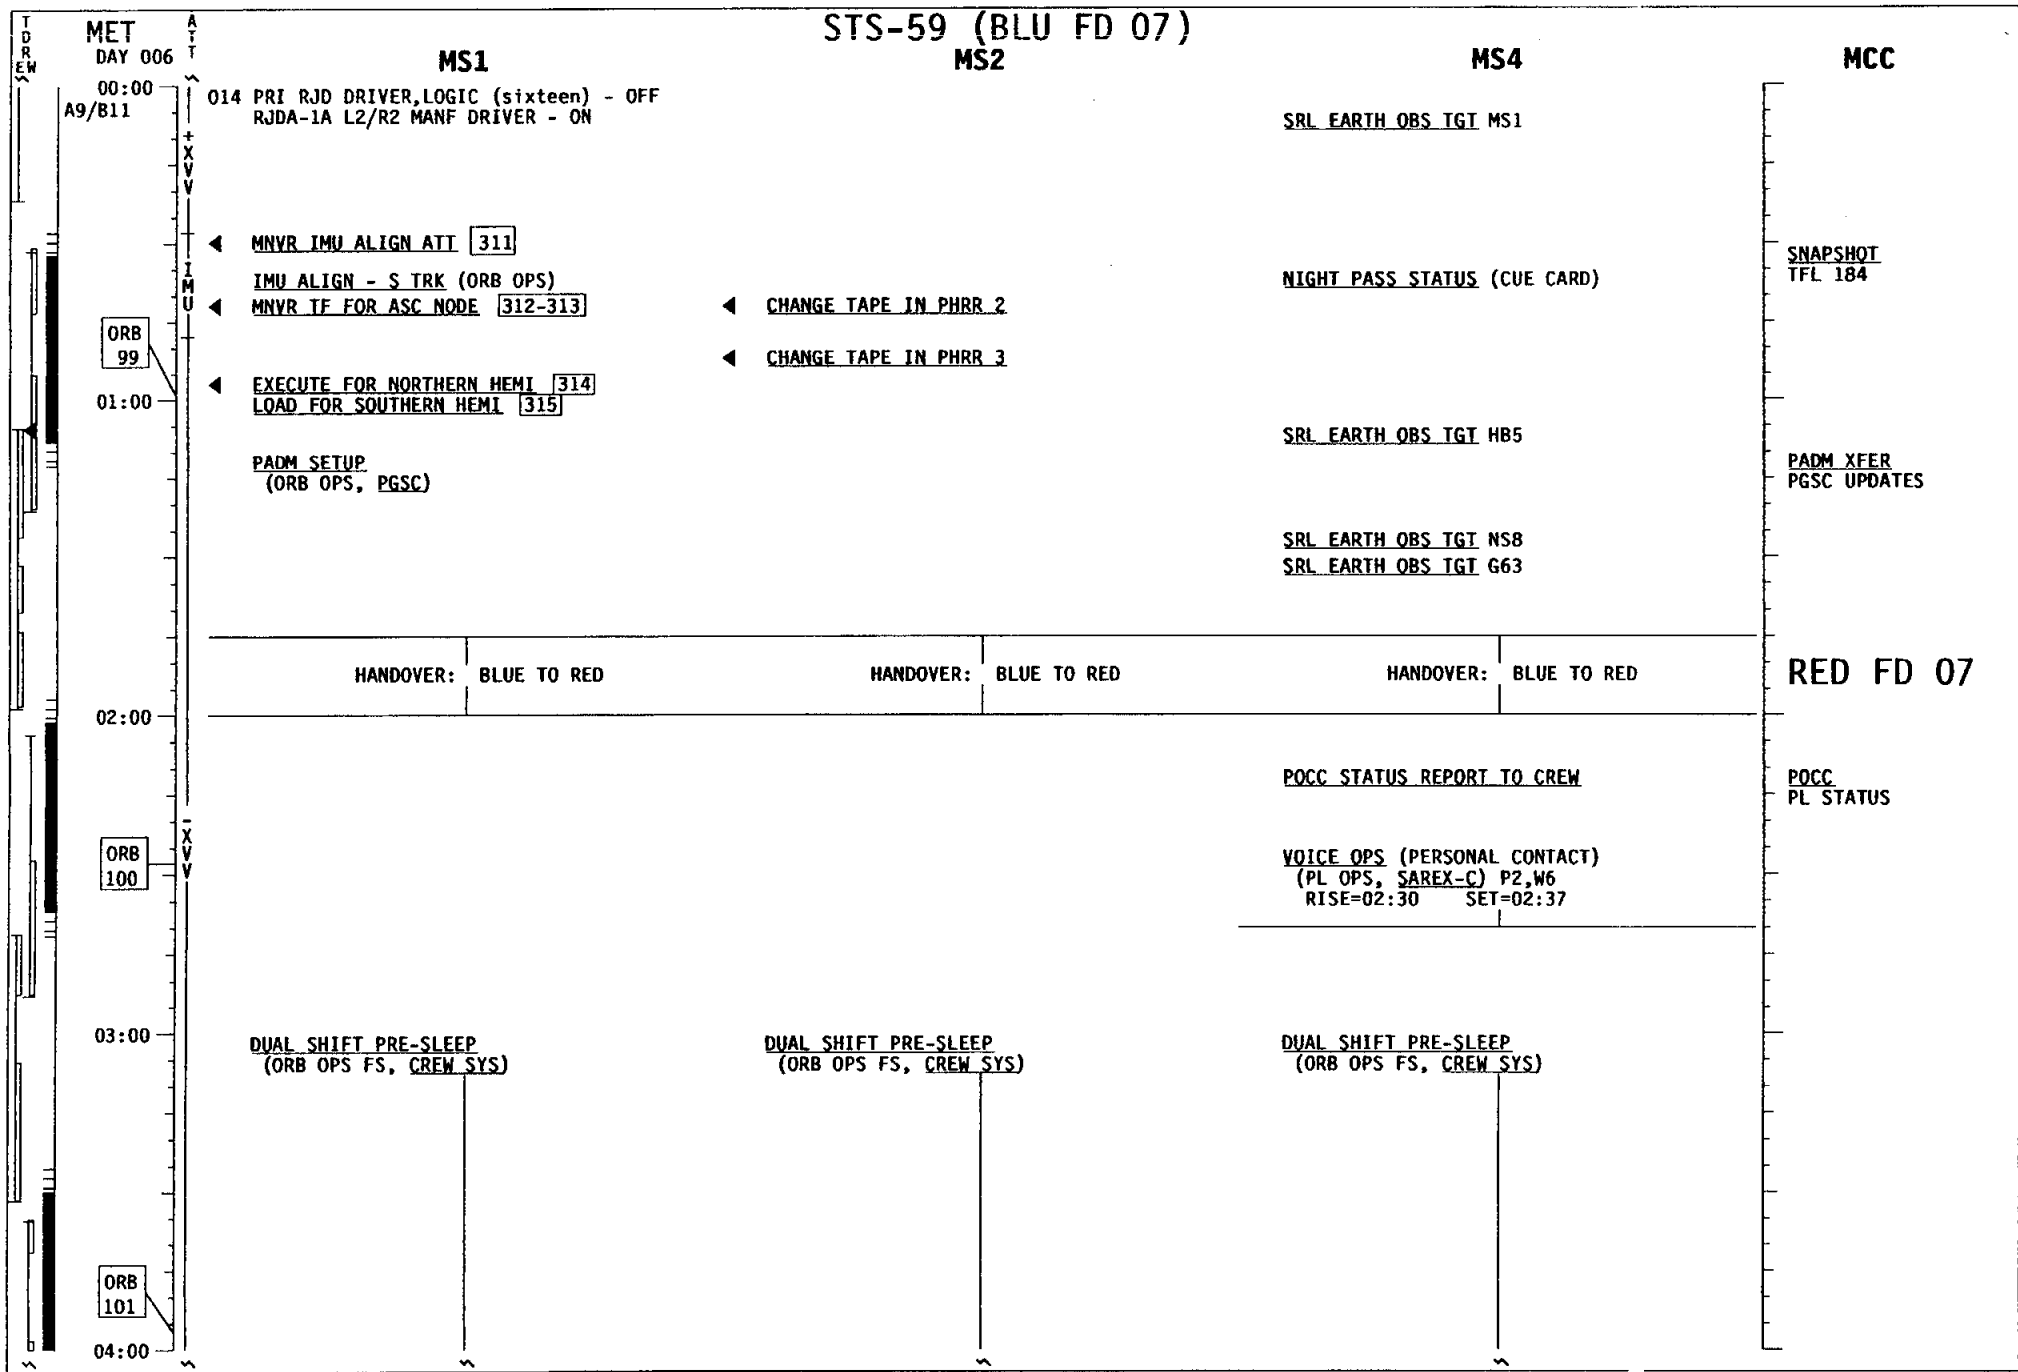 STS-59 (BLU FD 07)
TDRS
E W
MET
DAY 006
ATT
MS1
MS2
MS4
MCC
00:00
A9/B11
014 PRI RJD DRIVER,LOGIC (sixteen) - OFF
RJDA-1A L2/R2 MANF DRIVER - ON
SRL EARTH OBS TGT MS1
+XVV
MNVR IMU ALIGN ATT 311
SNAPSHOT
TFL 184
IMU
IMU ALIGN - S TRK (ORB OPS)
NIGHT PASS STATUS (CUE CARD)
MNVR TF FOR ASC NODE 312-313
CHANGE TAPE IN PHRR 2
ORB
99
CHANGE TAPE IN PHRR 3
EXECUTE FOR NORTHERN HEMI 314
01:00
LOAD FOR SOUTHERN HEMI 315
SRL EARTH OBS TGT HB5
PADM SETUP
(ORB OPS, PGSC)
PADM XFER
PGSC UPDATES
SRL EARTH OBS TGT NS8
SRL EARTH OBS TGT G63
HANDOVER: BLUE TO RED
HANDOVER: BLUE TO RED
HANDOVER: BLUE TO RED
RED FD 07
02:00
POCC STATUS REPORT TO CREW
POCC
PL STATUS
-XVV
ORB
100
VOICE OPS (PERSONAL CONTACT)
(PL OPS, SAREX-C) P2,W6
RISE=02:30 SET=02:37
03:00
DUAL SHIFT PRE-SLEEP
(ORB OPS FS, CREW SYS)
DUAL SHIFT PRE-SLEEP
(ORB OPS FS, CREW SYS)
DUAL SHIFT PRE-SLEEP
(ORB OPS FS, CREW SYS)
ORB
101
04:00